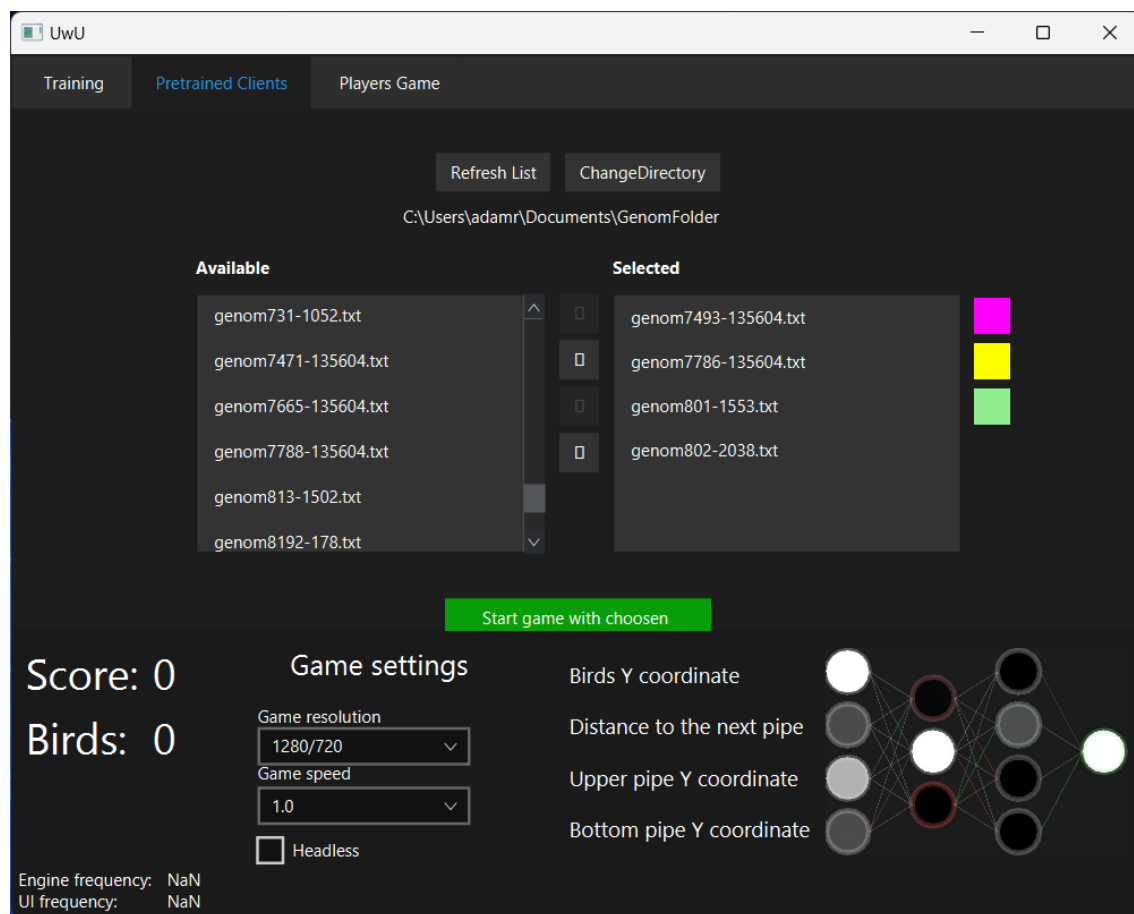 UwU
Training Pretrained Clients Players Game
Refresh List ChangeDirectory
C:\Users\adamr\Documents\GenomFolder
Available Selected
genom731-1052.txt genom7493-135604.txt
genom7471-135604.txt genom7786-135604.txt
genom7665-135604.txt genom801-1553.txt
genom7788-135604.txt genom802-2038.txt
genom813-1502.txt
genom8192-178.txt
Start game with choosen
Score: 0
Birds: 0
Game settings
Game resolution
1280/720
Game speed
1.0
Headless
Birds Y coordinate
Distance to the next pipe
Upper pipe Y coordinate
Bottom pipe Y coordinate
Engine frequency: NaN
UI frequency: NaN